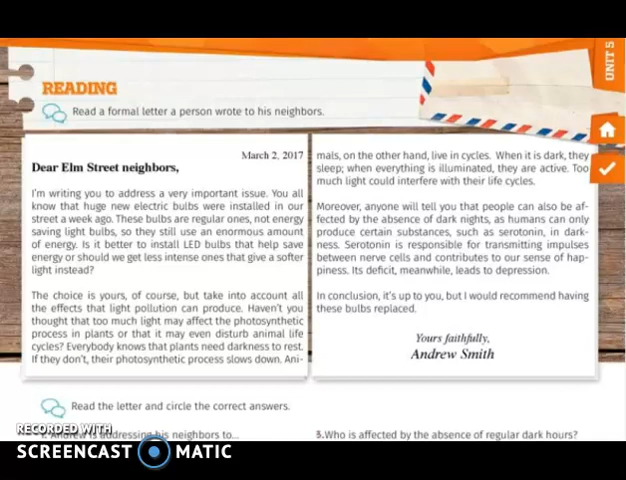 UNIT 5
READING
Read a formal letter a person wrote to his neighbors.
March 2, 2017
Dear Elm Street neighbors,
I'm writing you to address a very important issue. You all
know that huge new electric bulbs were installed in our
street a week ago. These bulbs are regular ones, not energy
saving light bulbs, so they still use an enormous amount
of energy. Is it better to install LED bulbs that help save
energy or should we get less intense ones that give a softer
light instead?
The choice is yours, of course, but take into account all
the effects that light pollution can produce. Haven't you
thought that too much light may affect the photosynthetic
process in plants or that it may even disturb animal life
cycles? Everybody knows that plants need darkness to rest.
If they don't, their photosynthetic process slows down. Ani-
mals, on the other hand, live in cycles. When it is dark, they
sleep; when everything is illuminated, they are active. Too
much light could interfere with their life cycles.
Moreover, anyone will tell you that people can also be af-
fected by the absence of dark nights, as humans can only
produce certain substances, such as serotonin, in dark-
ness. Serotonin is responsible for transmitting impulses
between nerve cells and contributes to our sense of hap-
piness. Its deficit, meanwhile, leads to depression.
In conclusion, it's up to you, but I would recommend having
these bulbs replaced.
Yours faithfully,
Andrew Smith
Read the letter and circle the correct answers.
Andrew is addressing his neighbors to...
3.Who is affected by the absence of regular dark hours?
RECORDED WITH
SCREENCAST MATIC